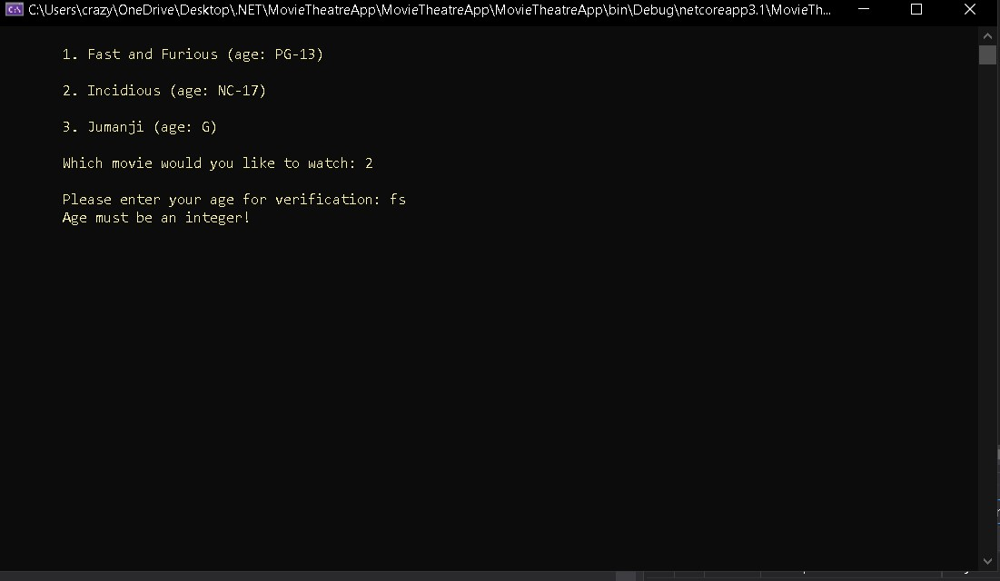 C:\Users\crazy\OneDrive\Desktop\.NET\MovieTheatreApp\MovieTheatreApp\MovieTheatreApp\bin\Debug\netcoreapp3.1\MovieTh...
1. Fast and Furious (age: PG-13)
2. Incidious (age: NC-17)
3. Jumanji (age: G)
Which movie would you like to watch: 2
Please enter your age for verification: fs
Age must be an integer!